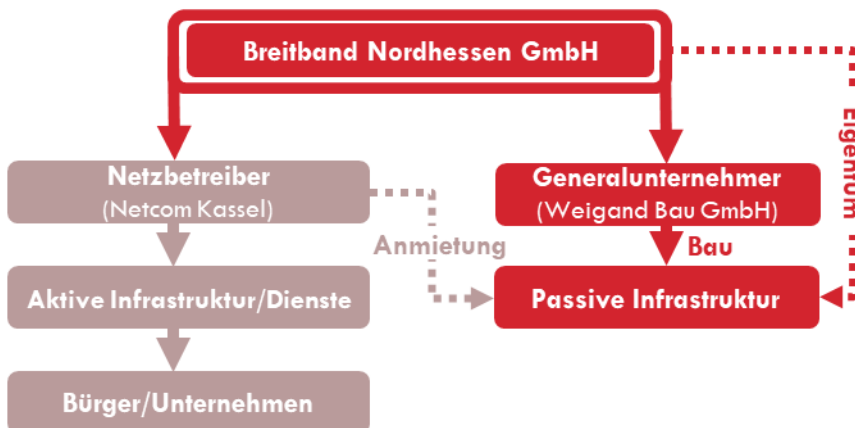 Breitband Nordhessen GmbH
Eigentum
Netzbetreiber
(Netcom Kassel)
Generalunternehmer
(Weigand Bau GmbH)
Anmietung
Bau
Aktive Infrastruktur/Dienste
Passive Infrastruktur
Bürger/Unternehmen